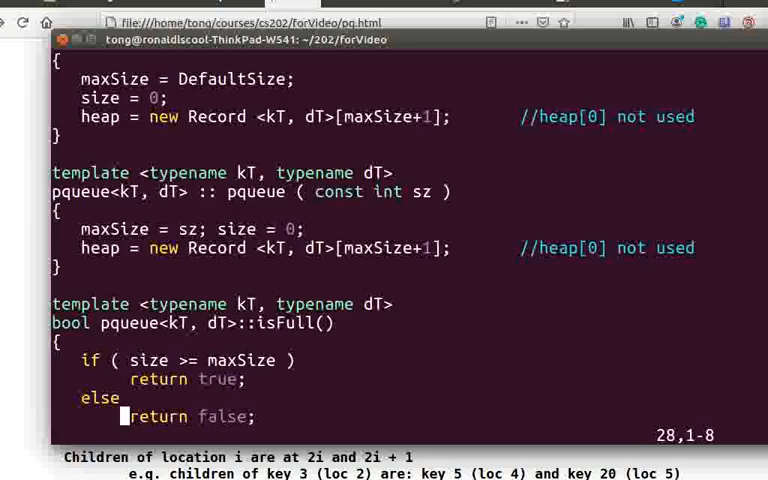 file:///home/tong/courses/cs202/forVideo/pq.html
tong@ronaldiscool-ThinkPad-W541: ~/202/forVideo
{
maxSize = DefaultSize;
size = 0;
heap = new Record <kT, dT>[maxSize+1]; //heap[0] not used
}
template <typename kT, typename dT>
pqueue<kT, dT> :: pqueue ( const int sz )
{
maxSize = sz; size = 0;
heap = new Record <kT, dT>[maxSize+1]; //heap[0] not used
}
template <typename kT, typename dT>
bool pqueue<kT, dT>::isFull()
{
if ( size >= maxSize )
return true;
else
return false;
28,1-8
Children of location i are at 2i and 2i + 1
e.g. children of key 3 (loc 2) are: key 5 (loc 4) and key 20 (loc 5)